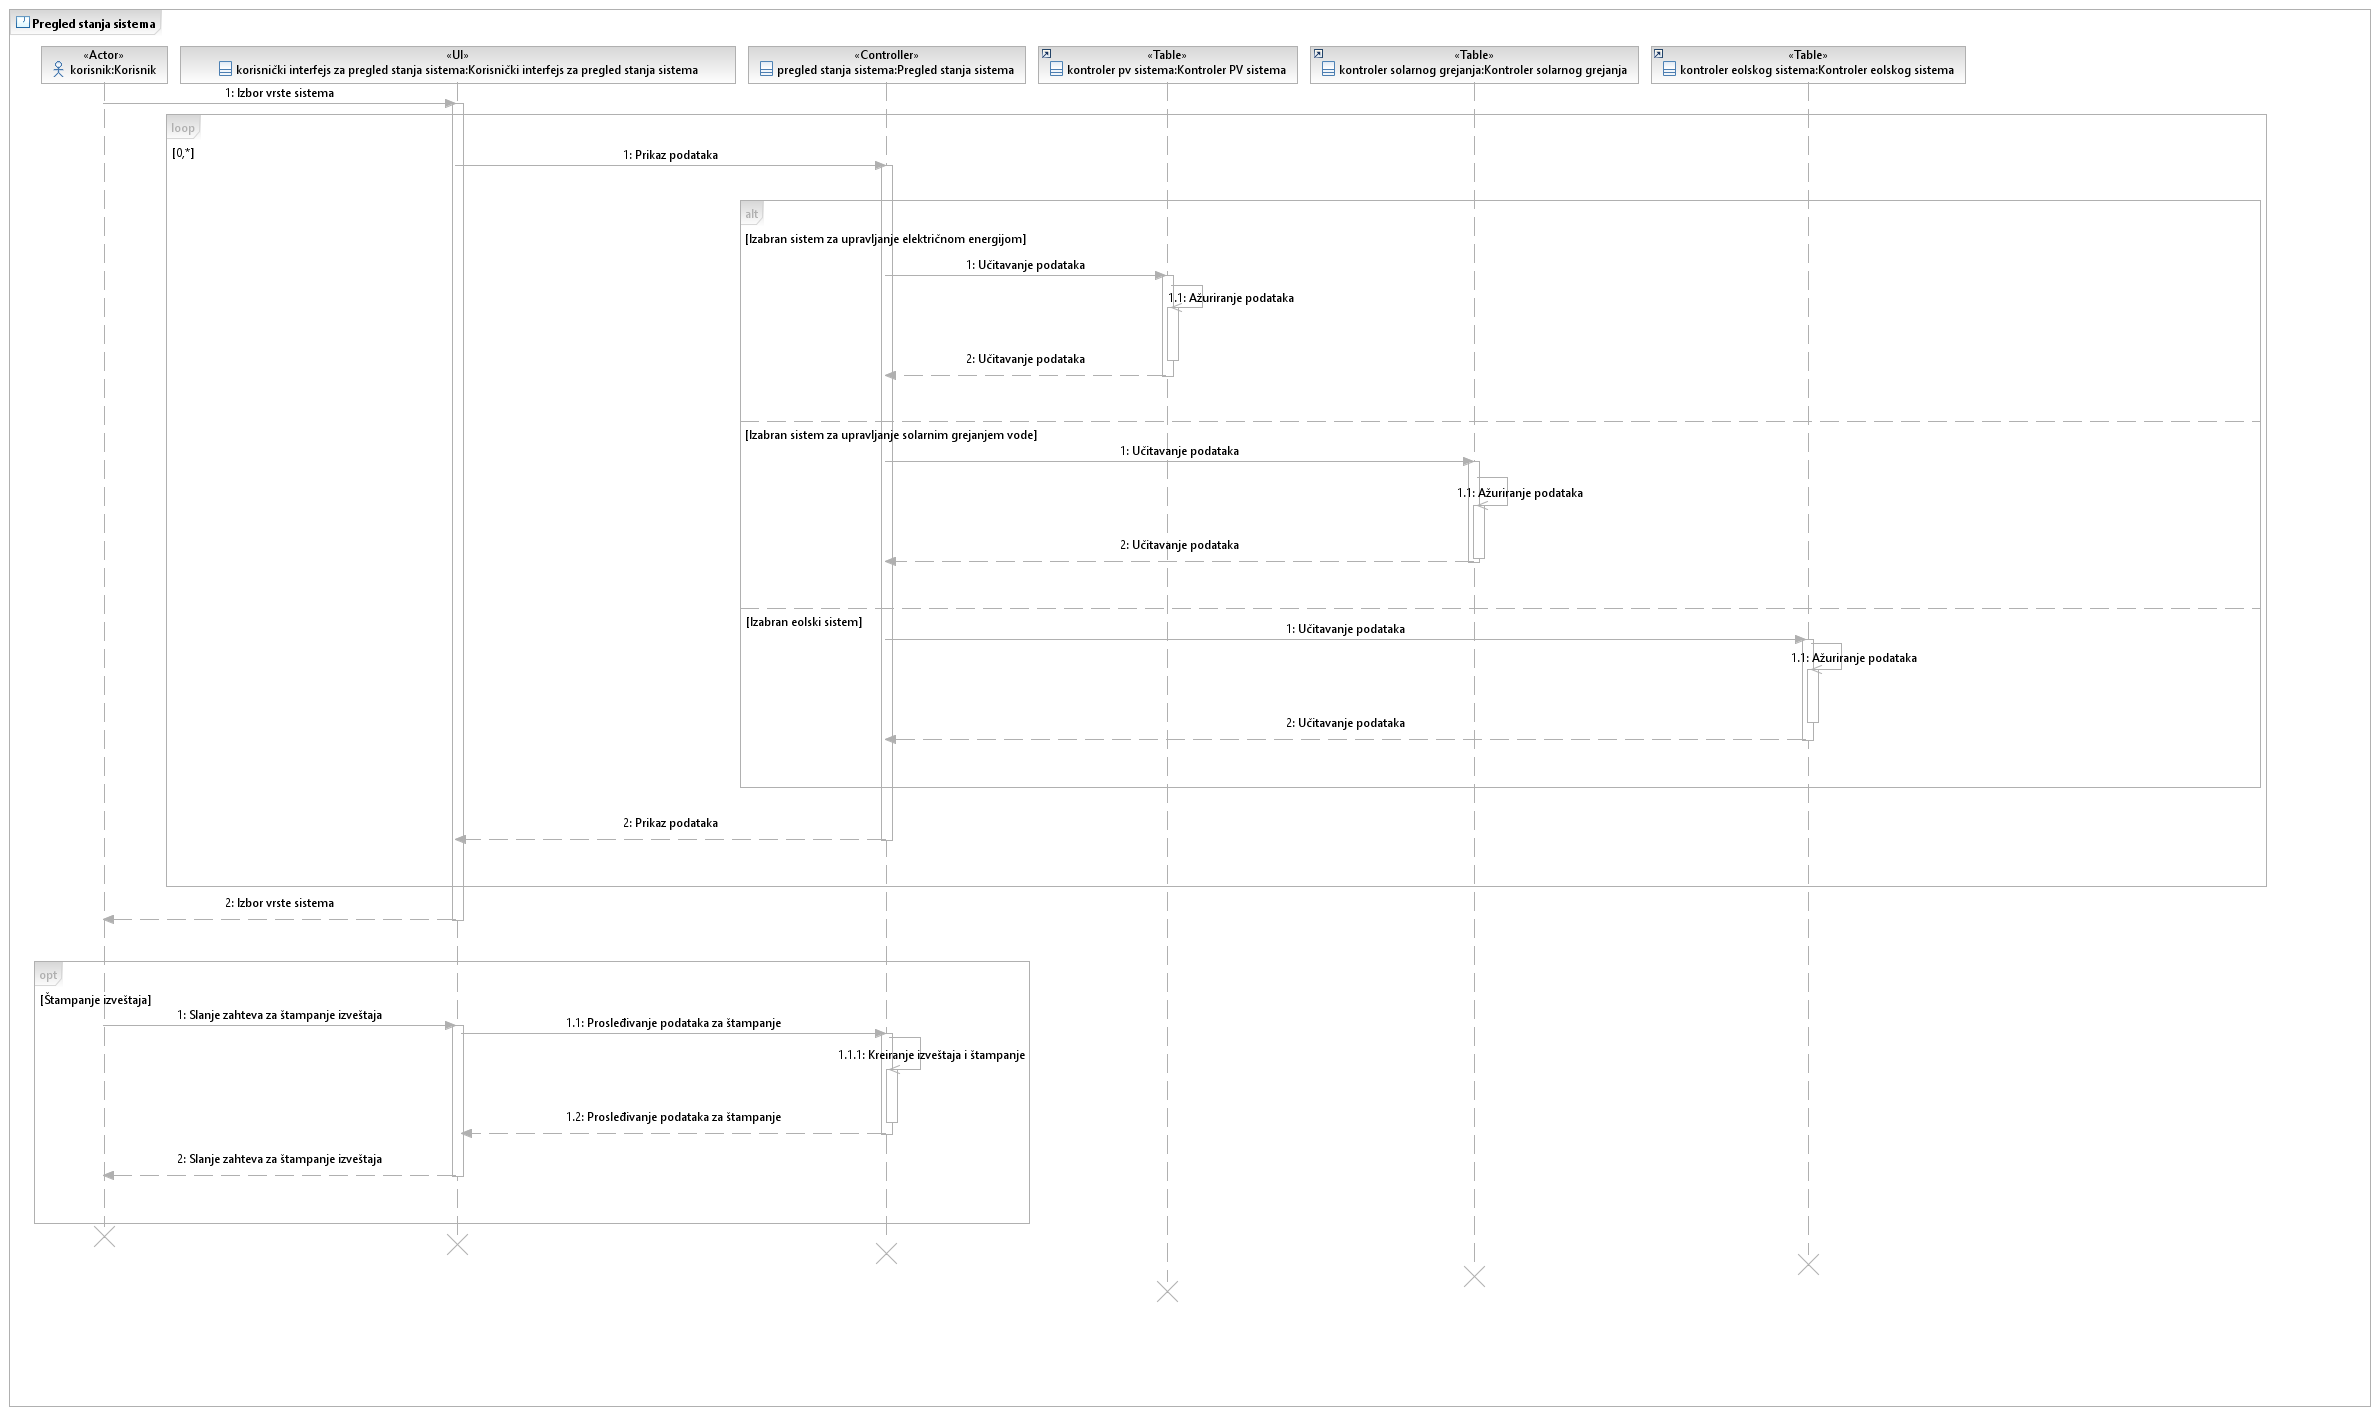 Pregled stanja sistema
«Actor»
korisnik:Korisnik
«UI»
korisnički interfejs za pregled stanja sistema:Korisnički interfejs za pregled stanja sistema
«Controller»
pregled stanja sistema:Pregled stanja sistema
«Table»
kontroler pv sistema:Kontroler PV sistema
«Table»
kontroler solarnog grejanja:Kontroler solarnog grejanja
«Table»
kontroler eolskog sistema:Kontroler eolskog sistema
1: Izbor vrste sistema
loop
[0,*]
1: Prikaz podataka
alt
[Izabran sistem za upravljanje električnom energijom]
1: Učitavanje podataka
1.1: Ažuriranje podataka
2: Učitavanje podataka
[Izabran sistem za upravljanje solarnim grejanjem vode]
1: Učitavanje podataka
1.1: Ažuriranje podataka
2: Učitavanje podataka
[Izabran eolski sistem]
1: Učitavanje podataka
1.1: Ažuriranje podataka
2: Učitavanje podataka
2: Prikaz podataka
2: Izbor vrste sistema
opt
[Štampanje izveštaja]
1: Slanje zahteva za štampanje izveštaja
1.1: Prosleđivanje podataka za štampanje
1.1.1: Kreiranje izveštaja i štampanje
1.2: Prosleđivanje podataka za štampanje
2: Slanje zahteva za štampanje izveštaja